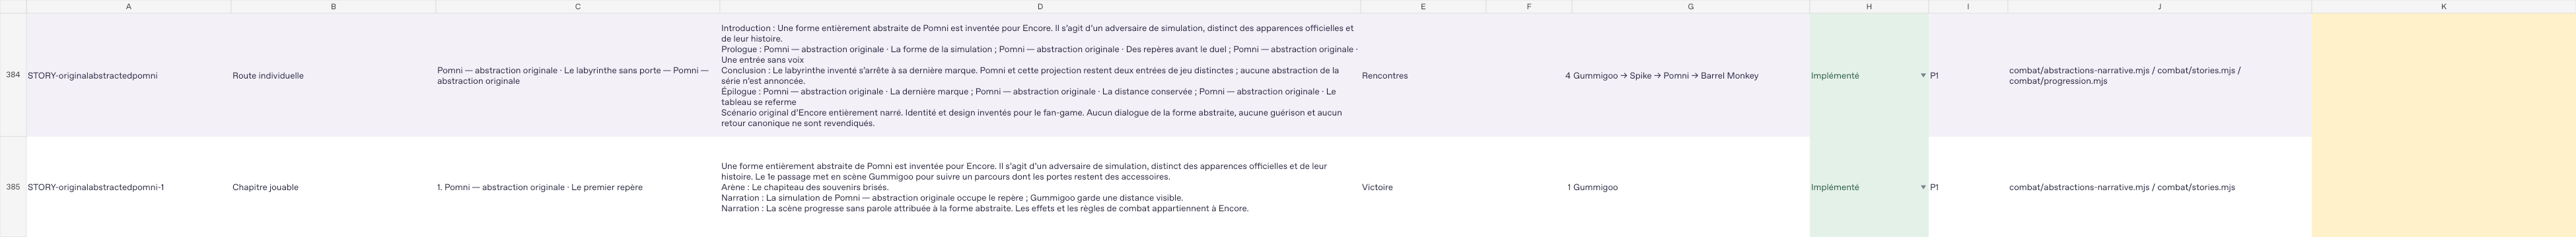 A B C D E F G H I J K
384
STORY-originalabstractedpomni
Route individuelle
Pomni — abstraction originale · Le labyrinthe sans porte — Pomni —
abstraction originale
Introduction : Une forme entièrement abstraite de Pomni est inventée pour Encore. Il s’agit d’un adversaire de simulation, distinct des apparences officielles et
de leur histoire.
Prologue : Pomni — abstraction originale · La forme de la simulation ; Pomni — abstraction originale · Des repères avant le duel ; Pomni — abstraction originale ·
Une entrée sans voix
Conclusion : Le labyrinthe inventé s’arrête à sa dernière marque. Pomni et cette projection restent deux entrées de jeu distinctes ; aucune abstraction de la
série n’est annoncée.
Épilogue : Pomni — abstraction originale · La dernière marque ; Pomni — abstraction originale · La distance conservée ; Pomni — abstraction originale · Le
tableau se referme
Scénario original d’Encore entièrement narré. Identité et design inventés pour le fan-game. Aucun dialogue de la forme abstraite, aucune guérison et aucun
retour canonique ne sont revendiqués.
Rencontres
4
Gummigoo → Spike → Pomni → Barrel Monkey
Implémenté
P1
combat/abstractions-narrative.mjs / combat/stories.mjs /
combat/progression.mjs
385
STORY-originalabstractedpomni-1
Chapitre jouable
1. Pomni — abstraction originale · Le premier repère
Une forme entièrement abstraite de Pomni est inventée pour Encore. Il s’agit d’un adversaire de simulation, distinct des apparences officielles et de leur
histoire. Le 1e passage met en scène Gummigoo pour suivre un parcours dont les portes restent des accessoires.
Arène : Le chapiteau des souvenirs brisés.
Narration : La simulation de Pomni — abstraction originale occupe le repère ; Gummigoo garde une distance visible.
Narration : La scène progresse sans parole attribuée à la forme abstraite. Les effets et les règles de combat appartiennent à Encore.
Victoire
1
Gummigoo
Implémenté
P1
combat/abstractions-narrative.mjs / combat/stories.mjs